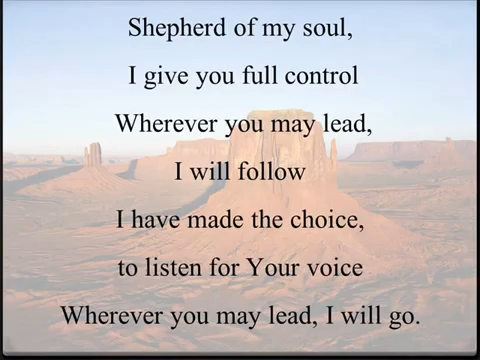 Shepherd of my soul,
I give you full control
Wherever you may lead,
I will follow
I have made the choice,
to listen for Your voice
Wherever you may lead, I will go.